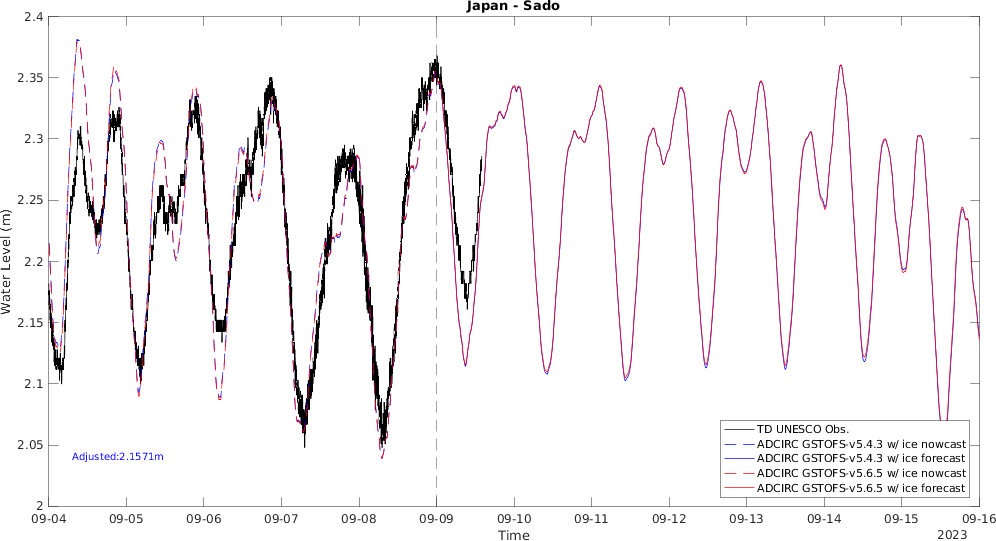 Japan - Sado
2.4
2.35
2.3
2.25
2.2
2.15
2.1
2.05
2
Water Level (m)
Adjusted:2.1571m
TD UNESCO Obs.
ADCIRC GSTOFS-v5.4.3 w/ ice nowcast
ADCIRC GSTOFS-v5.4.3 w/ ice forecast
ADCIRC GSTOFS-v5.6.5 w/ ice nowcast
ADCIRC GSTOFS-v5.6.5 w/ ice forecast
09-04 09-05 09-06 09-07 09-08 09-09 09-10 09-11 09-12 09-13 09-14 09-15 09-16
Time
2023